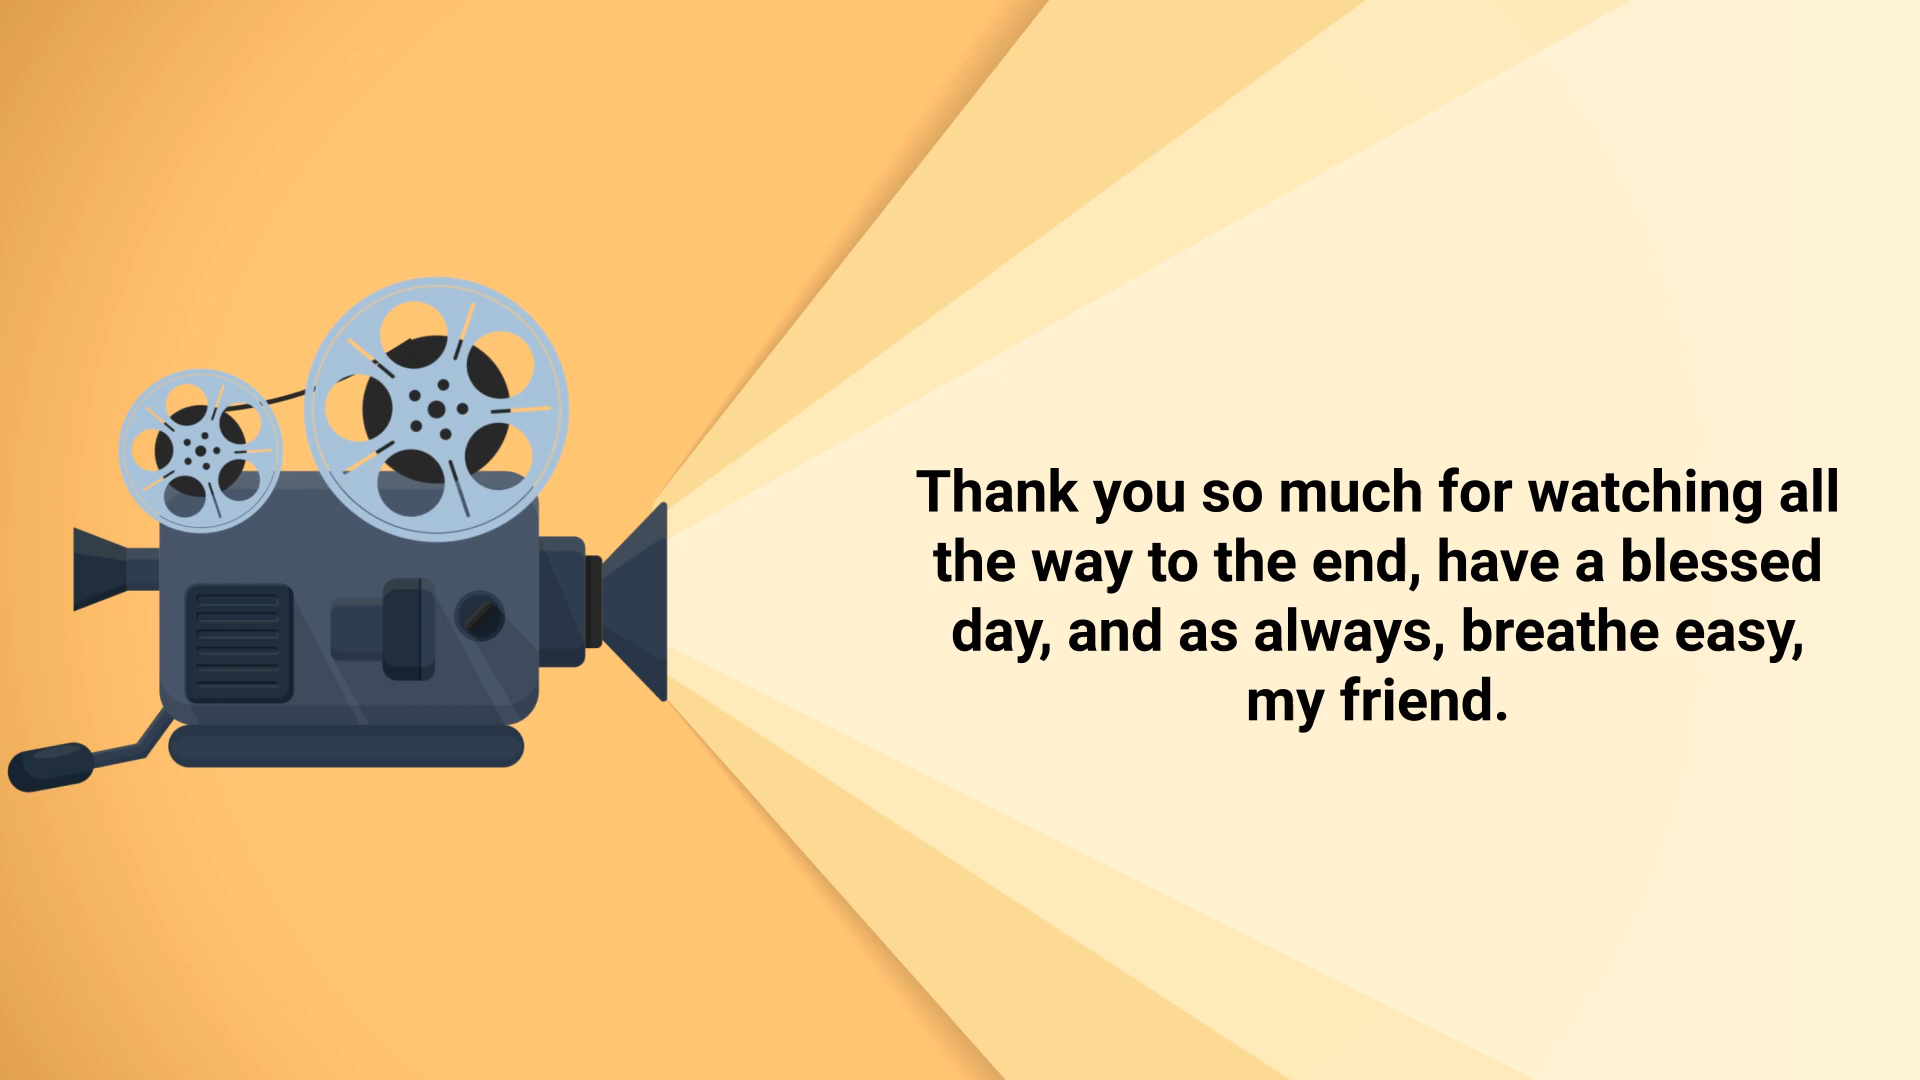 Thank you so much for watching all
the way to the end, have a blessed
day, and as always, breathe easy,
my friend.